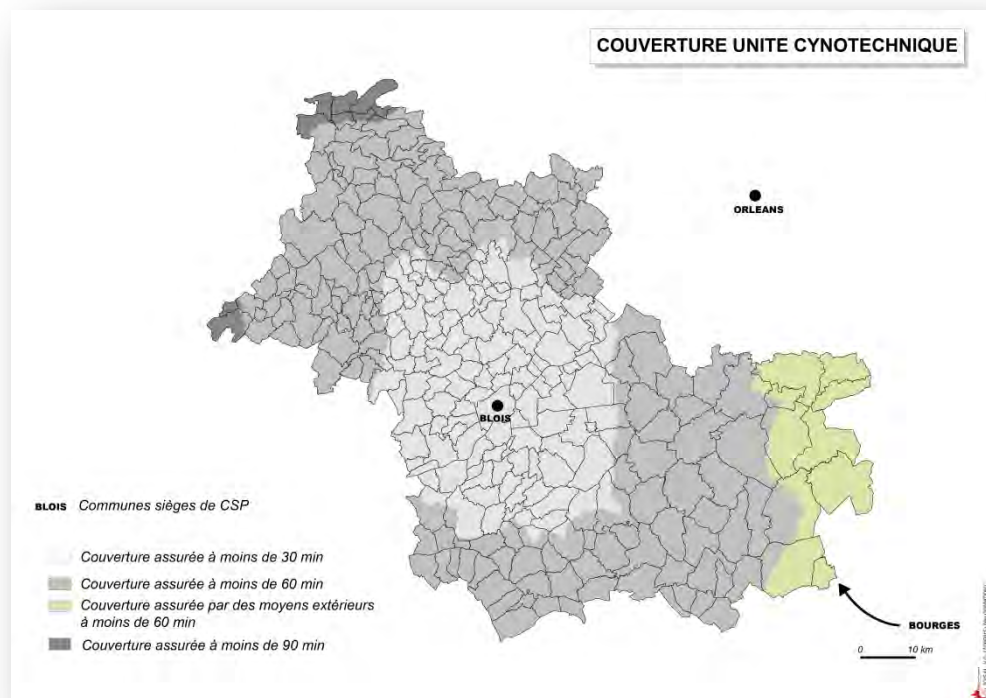 COUVERTURE UNITE CYNOTECHNIQUE
ORLEANS
BLOIS
BLOIS Communes sièges de CSP
Couverture assurée à moins de 30 min
Couverture assurée à moins de 60 min
Couverture assurée par des moyens extérieurs
à moins de 60 min
Couverture assurée à moins de 90 min
BOURGES
0 10 km